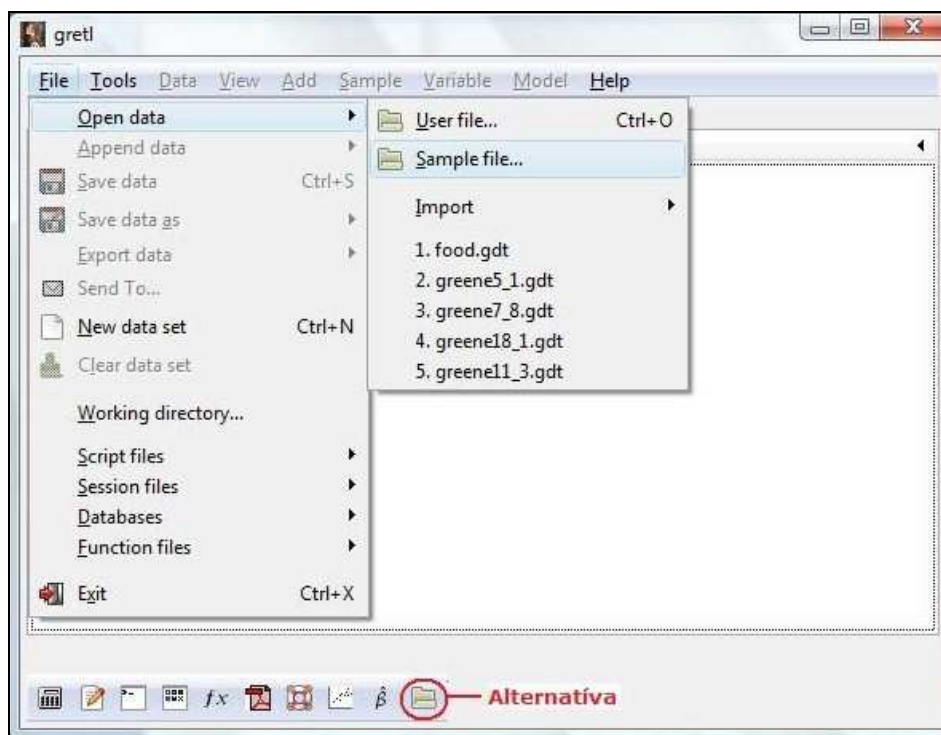 gretl
File Tools Data View Add Sample Variable Model Help
Open data
Append data
Save data Ctrl+S
Save data as
Export data
Send To...
New data set Ctrl+N
Clear data set
Working directory...
Script files
Session files
Databases
Function files
Exit Ctrl+X
User file... Ctrl+O
Sample file...
Import
1. food.gdt
2. greene5_1.gdt
3. greene7_8.gdt
4. greene18_1.gdt
5. greene11_3.gdt
fx β̂ Alternatíva